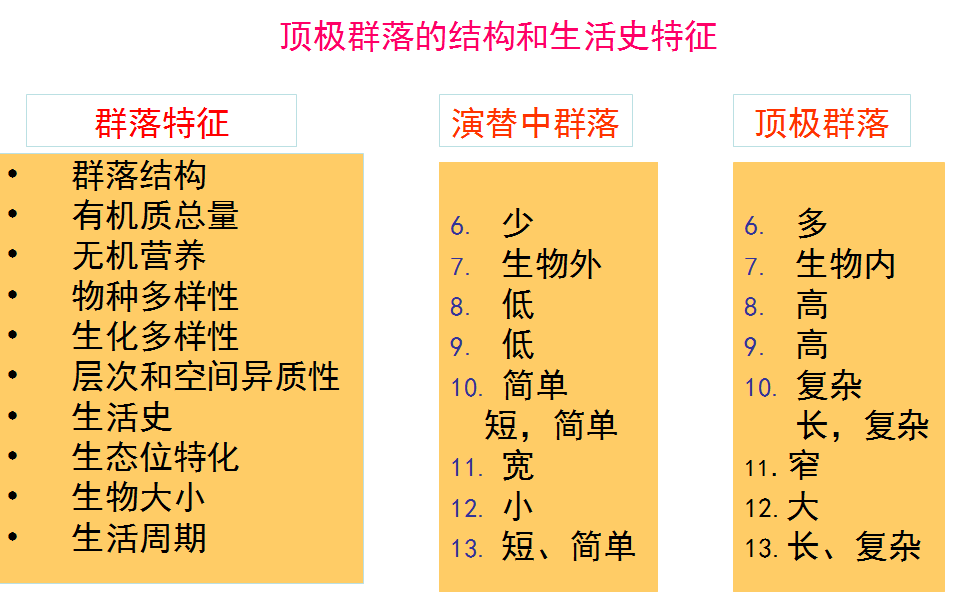 顶极群落的结构和生活史特征
群落特征
• 群落结构
• 有机质总量
• 无机营养
• 物种多样性
• 生化多样性
• 层次和空间异质性
• 生活史
• 生态位特化
• 生物大小
• 生活周期
演替中群落
6. 少
7. 生物外
8. 低
9. 低
10. 简单
短，简单
11. 宽
12. 小
13. 短、简单
顶极群落
6. 多
7. 生物内
8. 高
9. 高
10. 复杂
长，复杂
11. 窄
12. 大
13. 长、复杂